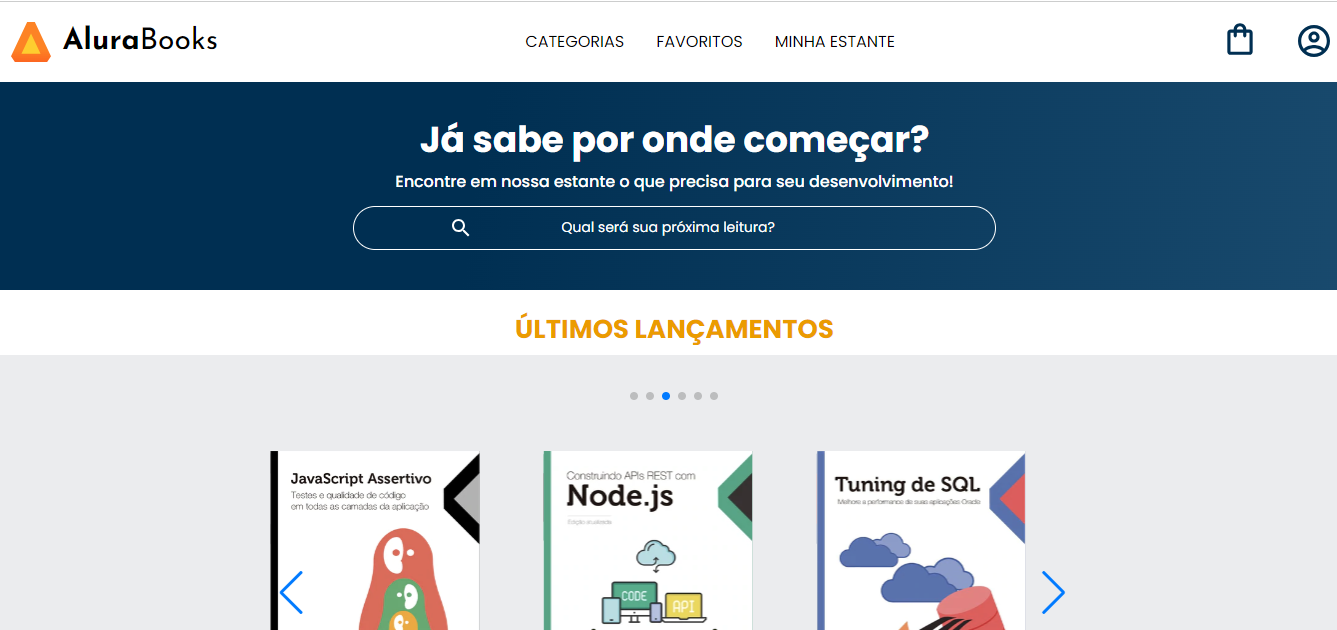 AluraBooks
CATEGORIAS FAVORITOS MINHA ESTANTE
Já sabe por onde começar?
Encontre em nossa estante o que precisa para seu desenvolvimento!
Qual será sua próxima leitura?
ÚLTIMOS LANÇAMENTOS
JavaScript Assertivo
Testes e qualidade de código
em todas as camadas da aplicação
Construindo APIs REST com
Node.js
Edição atualizada
CODE
API
Tuning de SQL
Melhore a performance de suas aplicações Oracle